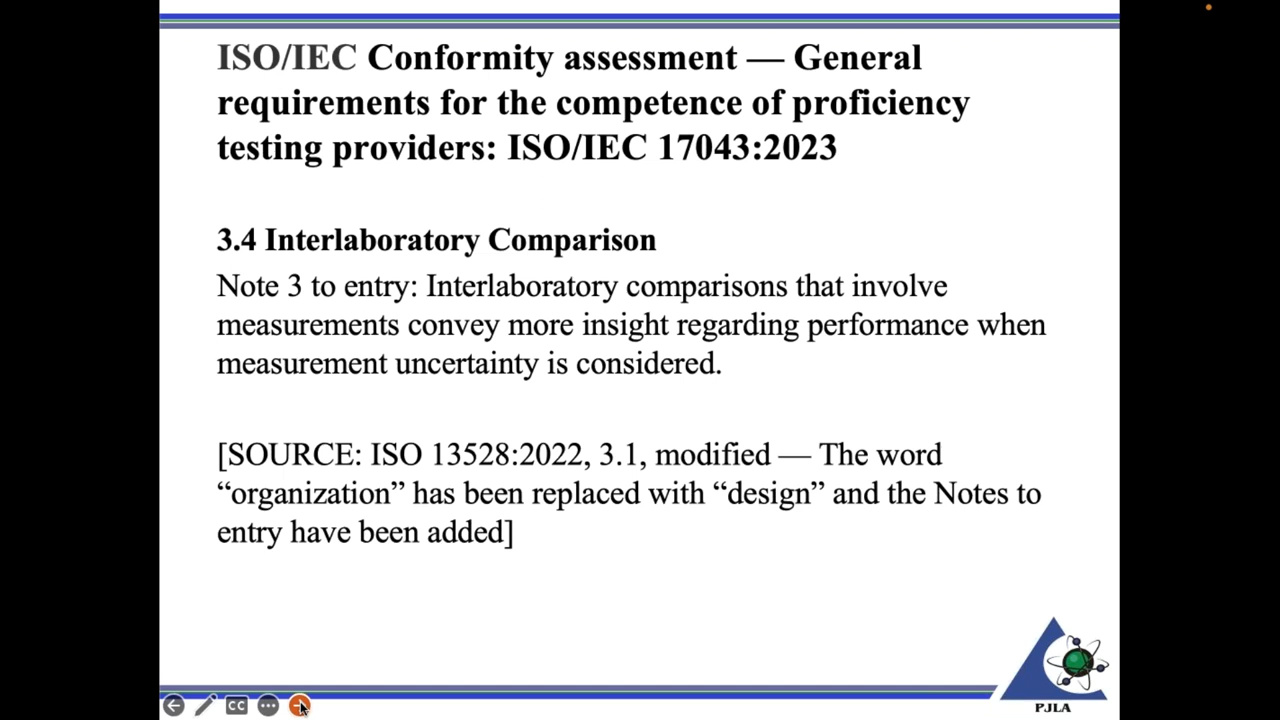 ISO/IEC Conformity assessment — General
requirements for the competence of proficiency
testing providers: ISO/IEC 17043:2023
3.4 Interlaboratory Comparison
Note 3 to entry: Interlaboratory comparisons that involve
measurements convey more insight regarding performance when
measurement uncertainty is considered.
[SOURCE: ISO 13528:2022, 3.1, modified — The word
“organization” has been replaced with “design” and the Notes to
entry have been added]
PJLA
CC